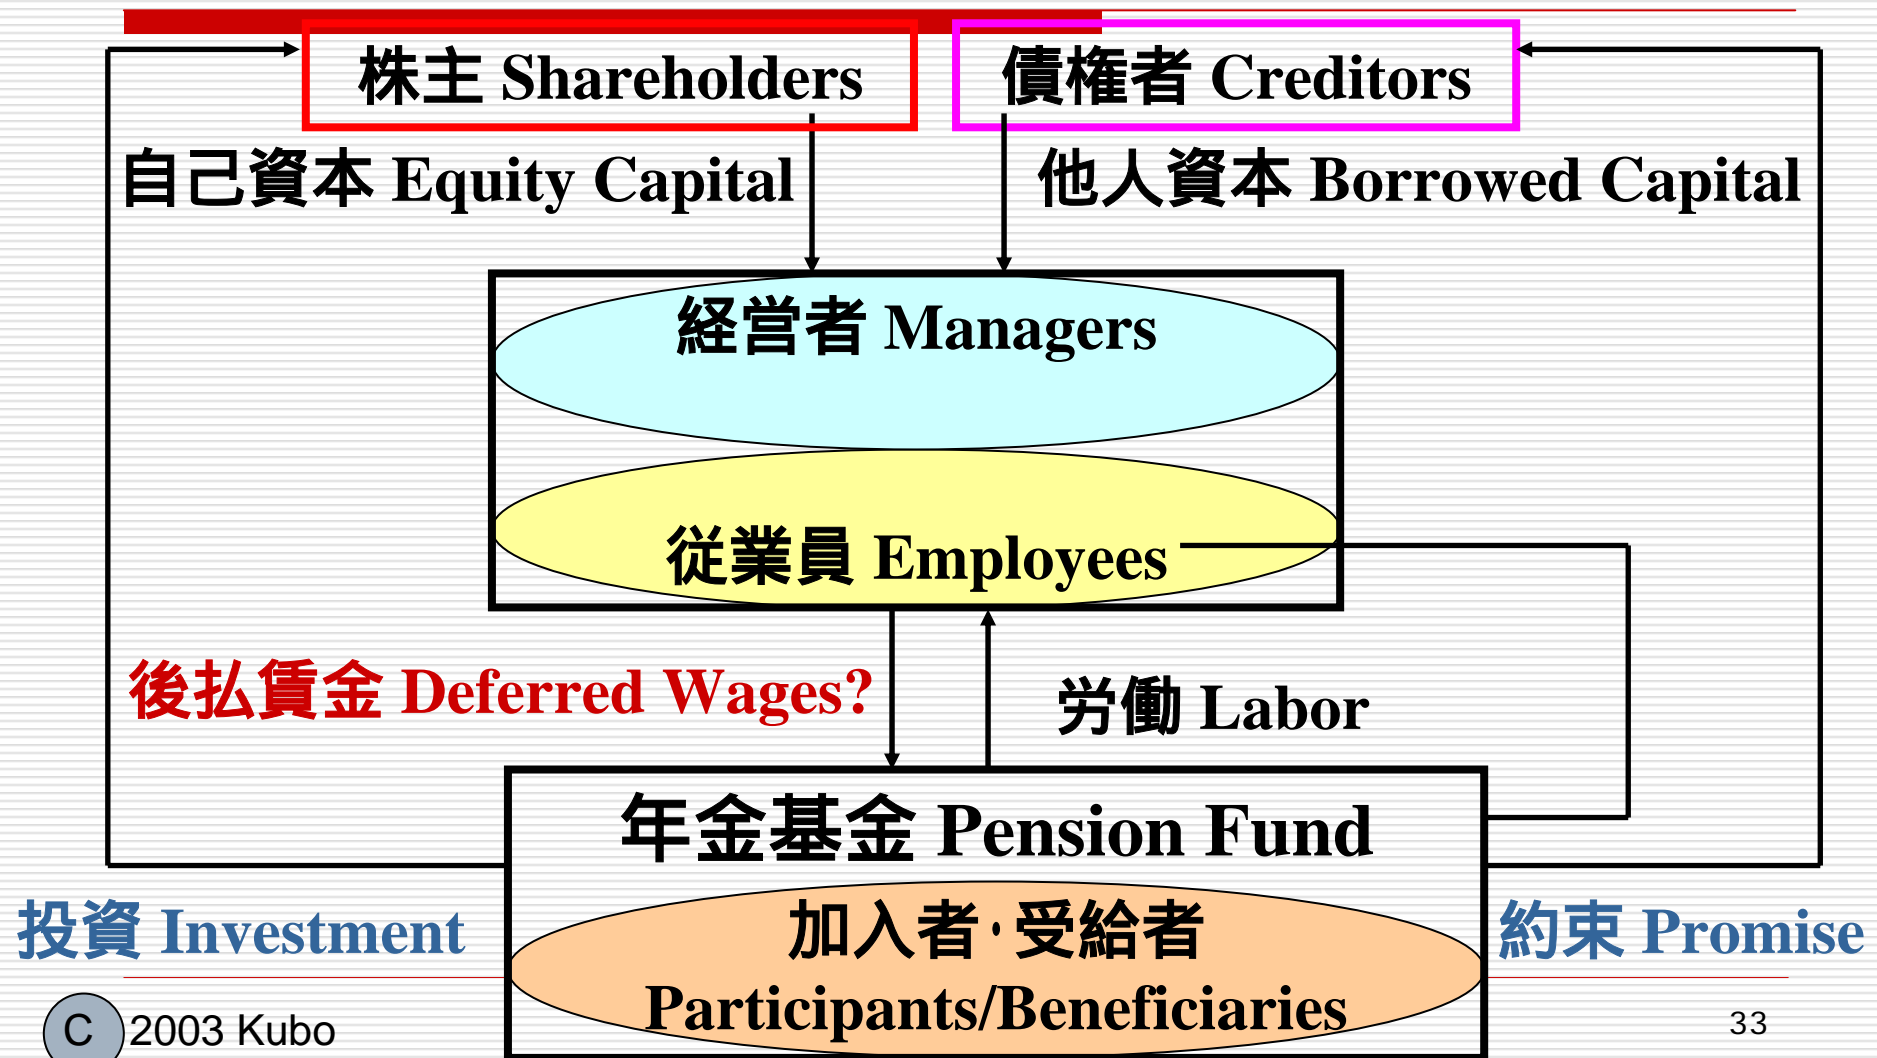 株主 Shareholders
債権者 Creditors
自己資本 Equity Capital
他人資本 Borrowed Capital
経営者 Managers
従業員 Employees
後払賃金 Deferred Wages?
労働 Labor
年金基金 Pension Fund
投資 Investment
加入者・受給者
約束 Promise
Participants/Beneficiaries
C 2003 Kubo
33